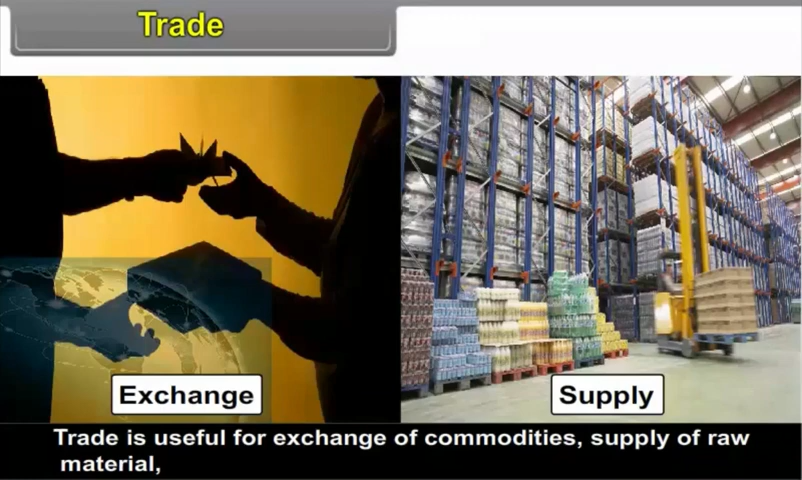 Trade
Exchange
Supply
Trade is useful for exchange of commodities, supply of raw
material,